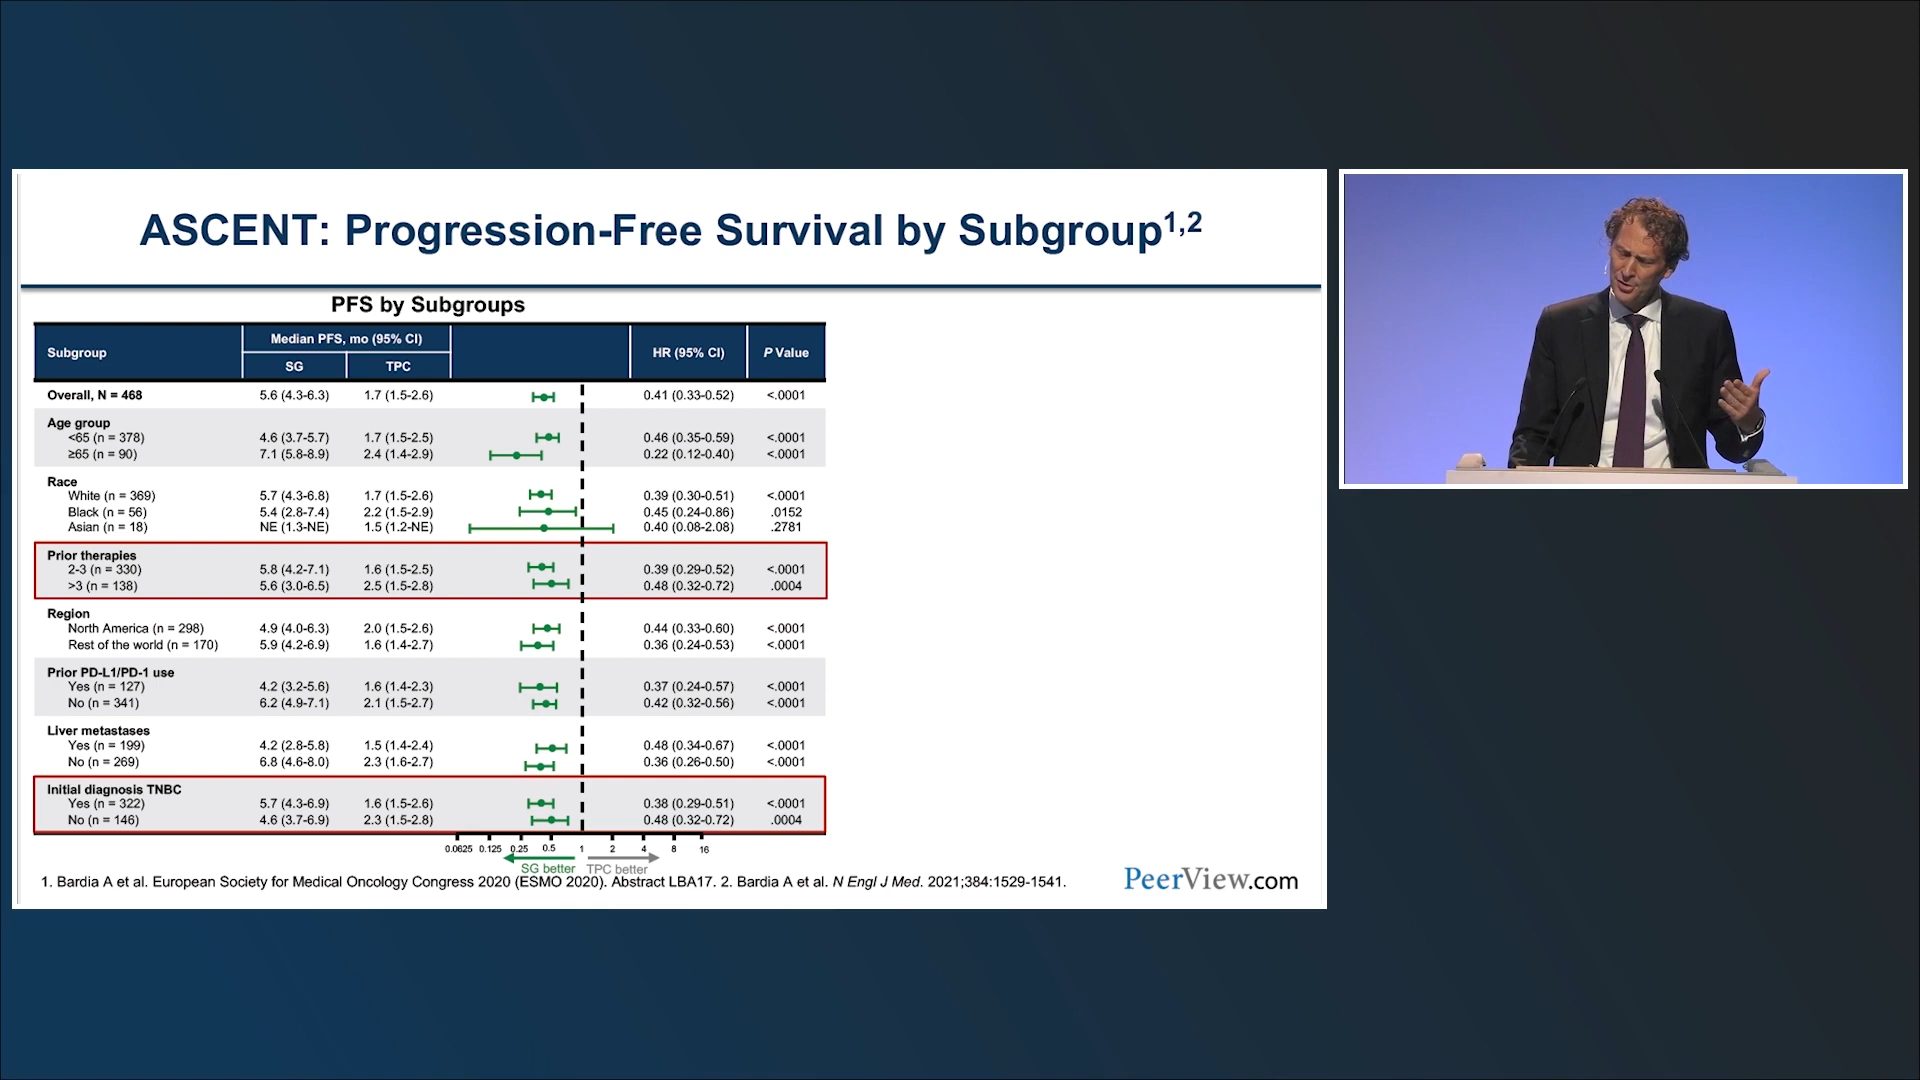 ASCENT: Progression-Free Survival by Subgroup1,2
PFS by Subgroups
Subgroup
Median PFS, mo (95% CI)
SG TPC
HR (95% CI)
P Value
Overall, N = 468 5.6 (4.3-6.3) 1.7 (1.5-2.6) 0.41 (0.33-0.52) <.0001
Age group
<65 (n = 378) 4.6 (3.7-5.7) 1.7 (1.5-2.5) 0.46 (0.35-0.59) <.0001
≥65 (n = 90) 7.1 (5.8-8.9) 2.4 (1.4-2.9) 0.22 (0.12-0.40) <.0001
Race
White (n = 369) 5.7 (4.3-6.8) 1.7 (1.5-2.6) 0.39 (0.30-0.51) <.0001
Black (n = 56) 5.4 (2.8-7.4) 2.2 (1.5-2.9) 0.45 (0.24-0.86) .0152
Asian (n = 18) NE (1.3-NE) 1.5 (1.2-NE) 0.40 (0.08-2.08) .2781
Prior therapies
2-3 (n = 330) 5.8 (4.2-7.1) 1.6 (1.5-2.5) 0.39 (0.29-0.52) <.0001
>3 (n = 138) 5.6 (3.0-6.5) 2.5 (1.5-2.8) 0.48 (0.32-0.72) .0004
Region
North America (n = 298) 4.9 (4.0-6.3) 2.0 (1.5-2.6) 0.44 (0.33-0.60) <.0001
Rest of the world (n = 170) 5.9 (4.2-6.9) 1.6 (1.4-2.7) 0.36 (0.24-0.53) <.0001
Prior PD-L1/PD-1 use
Yes (n = 127) 4.2 (3.2-5.6) 1.6 (1.4-2.3) 0.37 (0.24-0.57) <.0001
No (n = 341) 6.2 (4.9-7.1) 2.1 (1.5-2.7) 0.42 (0.32-0.56) <.0001
Liver metastases
Yes (n = 199) 4.2 (2.8-5.8) 1.5 (1.4-2.4) 0.48 (0.34-0.67) <.0001
No (n = 269) 6.8 (4.6-8.0) 2.3 (1.6-2.7) 0.36 (0.26-0.50) <.0001
Initial diagnosis TNBC
Yes (n = 322) 5.7 (4.3-6.9) 1.6 (1.5-2.6) 0.38 (0.29-0.51) <.0001
No (n = 146) 4.6 (3.7-6.9) 2.3 (1.5-2.8) 0.48 (0.32-0.72) .0004
0.0625 0.125 0.25 0.5 1 2 4 8 16
SG better TPC better
1. Bardia A et al. European Society for Medical Oncology Congress 2020 (ESMO 2020). Abstract LBA17. 2. Bardia A et al. N Engl J Med. 2021;384:1529-1541.
PeerView.com